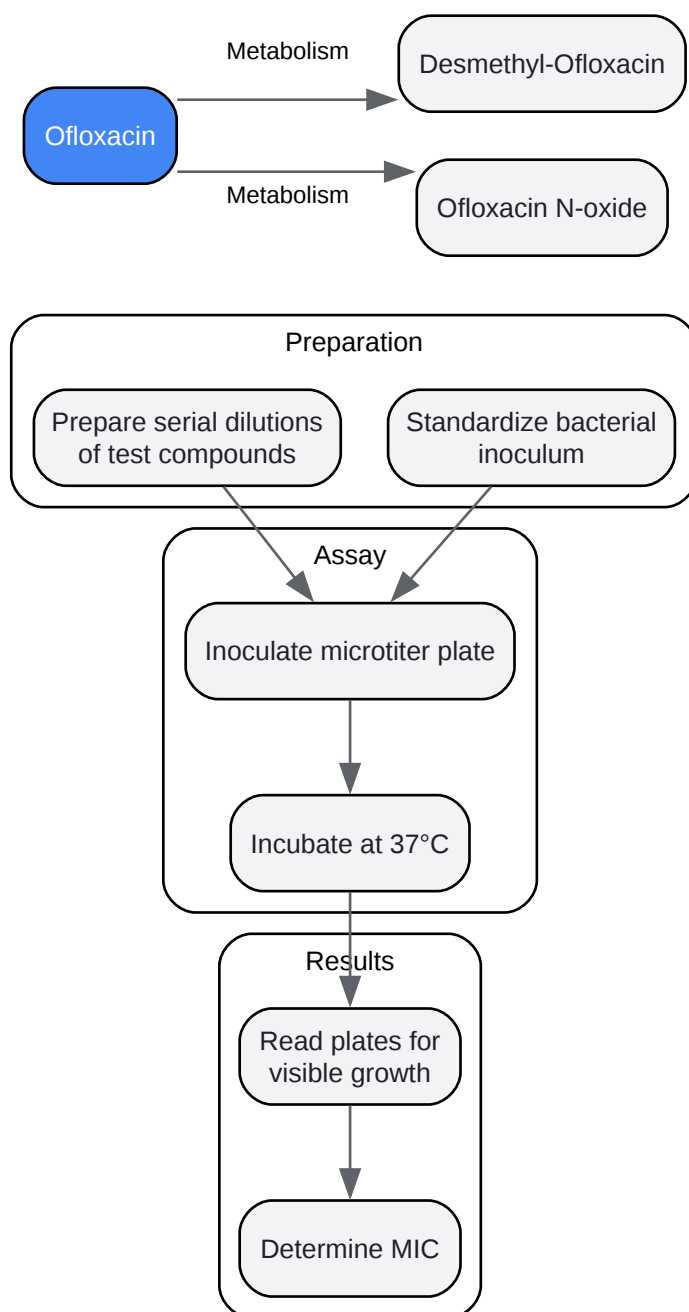 Metabolism
Desmethyl-Ofloxacin
Ofloxacin
Metabolism
Ofloxacin N-oxide
Preparation
Prepare serial dilutions
of test compounds
Standardize bacterial
inoculum
Assay
Inoculate microtiter plate
Incubate at 37°C
Results
Read plates for
visible growth
Determine MIC